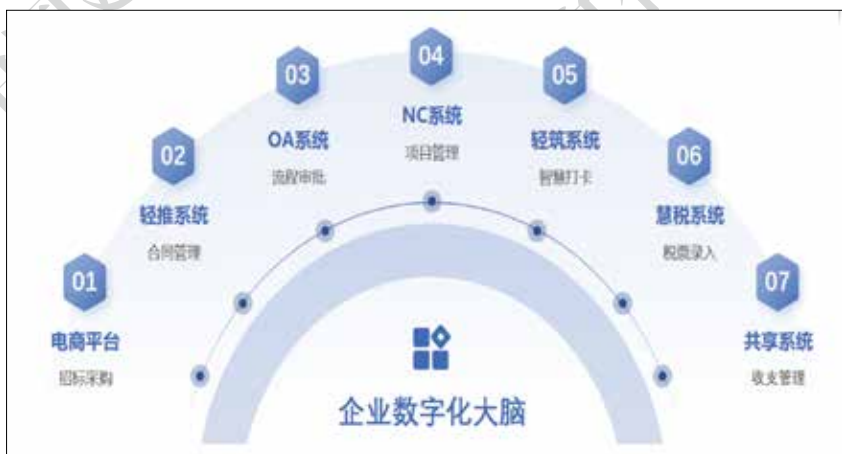 01
电商平台
招标采购
02
轻推系统
合同管理
03
OA系统
流程审批
04
NC系统
项目管理
05
轻筑系统
智慧打卡
06
慧税系统
税费录入
07
共享系统
收支管理
企业数字化大脑